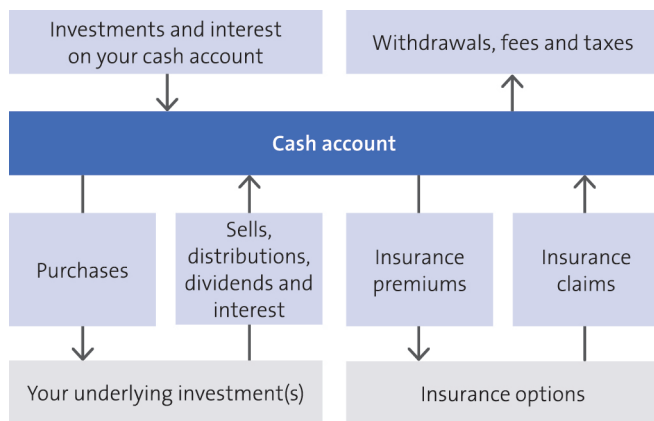 Investments and interest
on your cash account
Withdrawals, fees and taxes
Cash account
Purchases
Sells,
distributions,
dividends and
interest
Insurance
premiums
Insurance
claims
Your underlying investment(s)
Insurance options